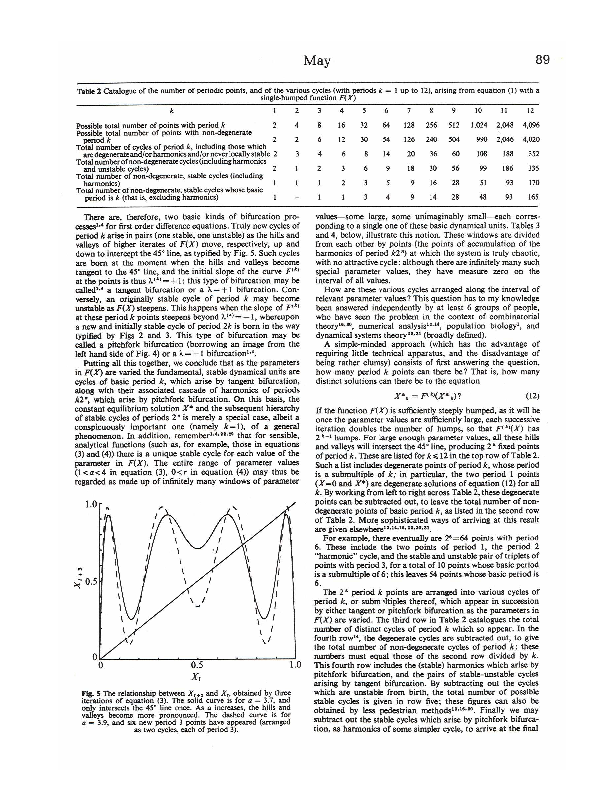 May
89
Table 2 Catalogue of the number of periodic points, and of the various cycles (with periods k = 1 up to 12), arising from equation (1) with a
single-humped function F(X)
k 1 2 3 4 5 6 7 8 9 10 11 12
Possible total number of points with period k 2 4 8 16 32 64 128 256 512 1,024 2,048 4,096
Possible total number of points with non-degenerate
period k 2 2 6 12 30 54 126 240 504 990 2,046 4,020
Total number of cycles of period k, including those which
are degenerate and/or harmonics and/or never locally stable 2 3 4 6 8 14 20 36 60 108 188 352
Total number of non-degenerate cycles (including harmonics
and unstable cycles) 2 1 2 3 6 9 18 30 56 99 186 335
Total number of non-degenerate, stable cycles (including
harmonics) 1 1 1 2 3 5 9 16 28 51 93 170
Total number of non-degenerate, stable cycles whose basic
period is k (that is, excluding harmonics) 1 – 1 1 3 4 9 14 28 48 93 165
There are, therefore, two basic kinds of bifurcation pro-
cesses¹,⁴ for first order difference equations. Truly new cycles of
period k arise in pairs (one stable, one unstable) as the hills and
valleys of higher iterates of F(X) move, respectively, up and
down to intercept the 45° line, as typified by Fig. 5. Such cycles
are born at the moment when the hills and valleys become
tangent to the 45° line, and the initial slope of the curve F⁽ᵏ⁾
at the points is thus λ⁽ᵏ⁾=+1: this type of bifurcation may be
called¹,⁴ a tangent bifurcation or a λ=+1 bifurcation. Con-
versely, an originally stable cycle of period k may become
unstable as F(X) steepens. This happens when the slope of F⁽ᵏ⁾
at these period k points steepens beyond λ⁽ᵏ⁾=−1, whereupon
a new and initially stable cycle of period 2k is born in the way
typified by Figs 2 and 3. This type of bifurcation may be
called a pitchfork bifurcation (borrowing an image from the
left hand side of Fig. 4) or a λ=−1 bifurcation¹,⁴.
Putting all this together, we conclude that as the parameters
in F(X) are varied the fundamental, stable dynamical units are
cycles of basic period k, which arise by tangent bifurcation,
along with their associated cascade of harmonics of periods
k2ⁿ, which arise by pitchfork bifurcation. On this basis, the
constant equilibrium solution X* and the subsequent hierarchy
of stable cycles of periods 2ⁿ is merely a special case, albeit a
conspicuously important one (namely k=1), of a general
phenomenon. In addition, remember that for sensible,
analytical functions (such as, for example, those in equations
(3) and (4)) there is a unique stable cycle for each value of the
parameter in F(X). The entire range of parameter values
(1<a<4 in equation (3), 0<r in equation (4)) may thus be
regarded as made up of infinitely many windows of parameter
1.0
X t+3 0.5
0
0 0.5 1.0
Xt
Fig. 5 The relationship between Xt+3 and Xt, obtained by three
iterations of equation (3). The solid curve is for a = 3.7, and
only intersects the 45° line once. As a increases, the hills and
valleys become more pronounced. The dashed curve is for
a = 3.9, and six new period 3 points have appeared (arranged
as two cycles, each of period 3).
values—some large, some unimaginably small—each corres-
ponding to a single one of these basic dynamical units. Tables 3
and 4, below, illustrate this notion. These windows are divided
from each other by points (the points of accumulation of the
harmonics of period k2ⁿ) at which the system is truly chaotic,
with no attractive cycle: although there are infinitely many such
special parameter values, they have measure zero on the
interval of all values.
How are these various cycles arranged along the interval of
relevant parameter values? This question has to my knowledge
been answered independently by at least 6 groups of people,
who have seen the problem in the context of combinatorial
theory, numerical analysis, population biology, and
dynamical systems theory (broadly defined).
A simple-minded approach (which has the advantage of
requiring little technical apparatus, and the disadvantage of
being rather clumsy) consists of first answering the question,
how many period k points can there be? That is, how many
distinct solutions can there be to the equation
X*ₖ = F⁽ᵏ⁾(X*ₖ)? (12)
If the function F(X) is sufficiently steeply humped, as it will be
once the parameter values are sufficiently large, each successive
iteration doubles the number of humps, so that F⁽ᵏ⁾(X) has
2ᵏ⁻¹ humps. For large enough parameter values, all these hills
and valleys will intersect the 45° line, producing 2ᵏ fixed points
of period k. These are listed for k≤12 in the top row of Table 2.
Such a list includes degenerate points of period k, whose period
is a submultiple of k; in particular, the two period 1 points
(X=0 and X*) are degenerate solutions of equation (12) for all
k. By working from left to right across Table 2, these degenerate
points can be subtracted out, to leave the total number of non-
degenerate points of basic period k, as listed in the second row
of Table 2. More sophisticated ways of arriving at this result
are given elsewhere.
For example, there eventually are 2⁶=64 points with period
6. These include the two points of period 1, the period 2
"harmonic" cycle, and the stable and unstable pair of triplets of
points with period 3, for a total of 10 points whose basic period
is a submultiple of 6; this leaves 54 points whose basic period is
6.
The 2ᵏ period k points are arranged into various cycles of
period k, or submultiples thereof, which appear in succession
by either tangent or pitchfork bifurcation as the parameters in
F(X) are varied. The third row in Table 2 catalogues the total
number of distinct cycles of period k which so appear. In the
fourth row¹⁴, the degenerate cycles are subtracted out, to give
the total number of non-degenerate cycles of period k: these
numbers must equal those of the second row divided by k.
This fourth row includes the (stable) harmonics which arise by
pitchfork bifurcation, and the pairs of stable-unstable cycles
arising by tangent bifurcation. By subtracting out the cycles
which are unstable from birth, the total number of possible
stable cycles is given in row five; these figures can also be
obtained by less pedestrian methods. Finally we may
subtract out the stable cycles which arise by pitchfork bifurca-
tion, as harmonics of some simpler cycle, to arrive at the final